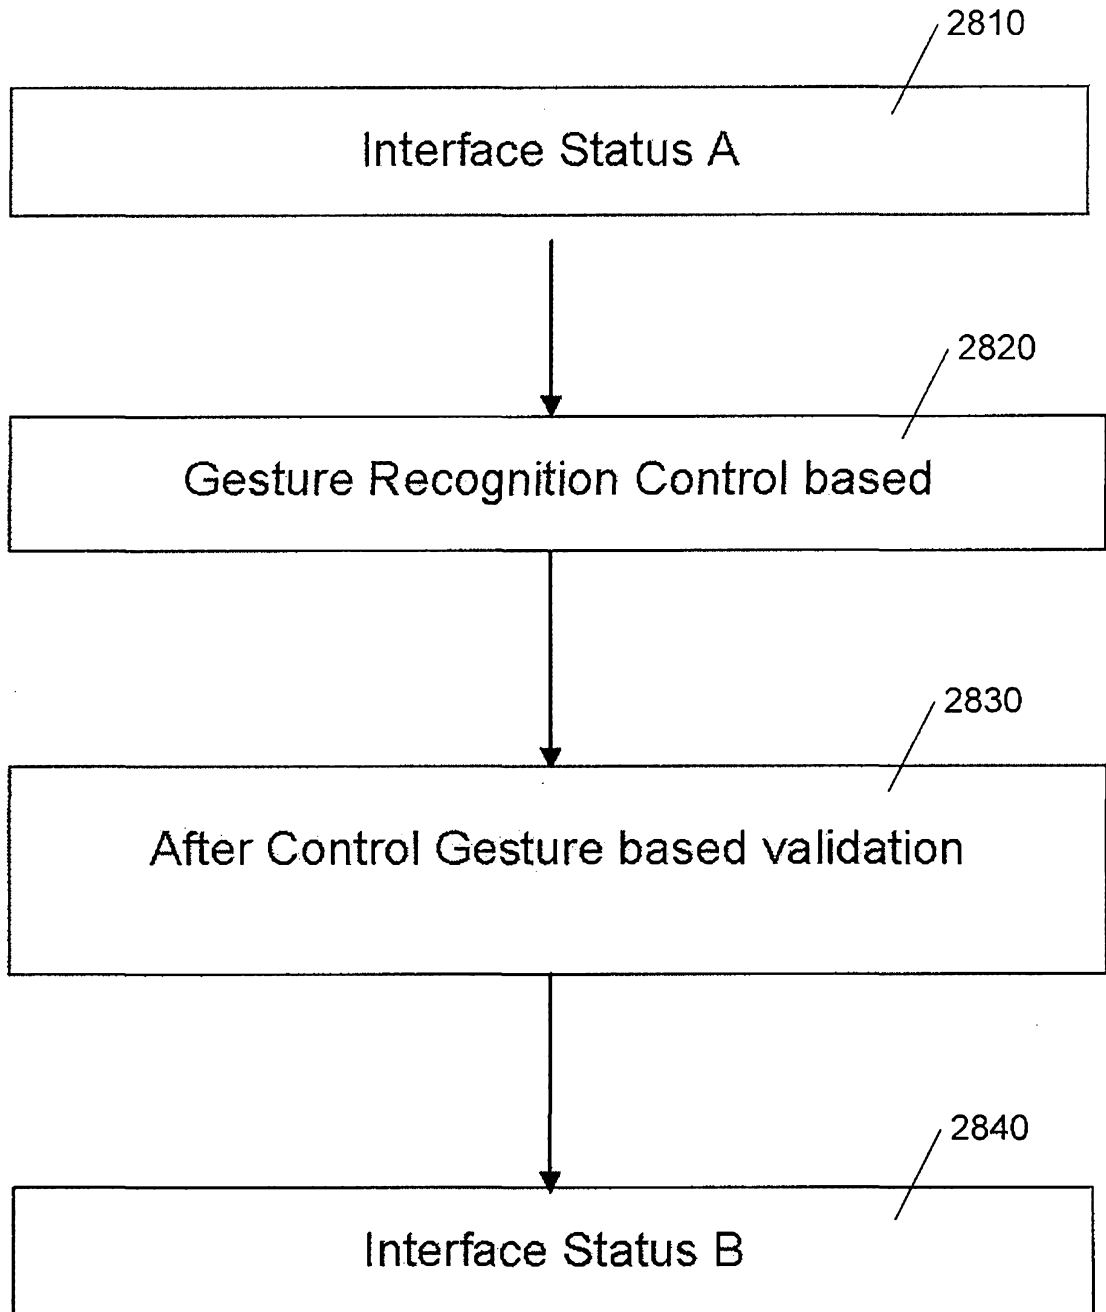 2810
Interface Status A
2820
Gesture Recognition Control based
2830
After Control Gesture based validation
2840
Interface Status B